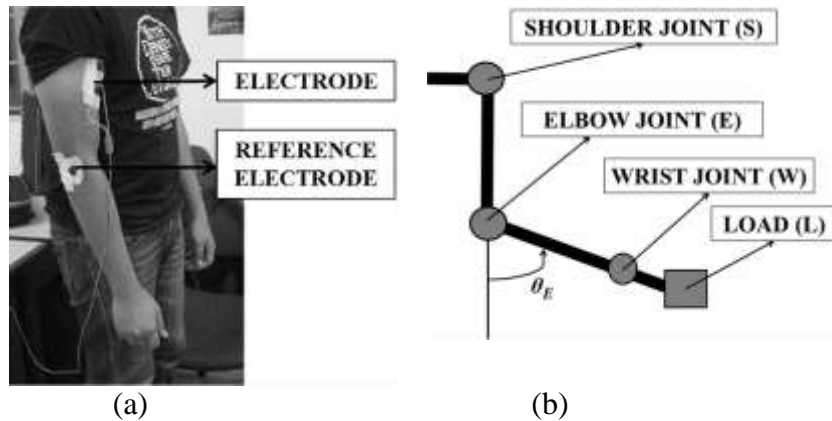 ELECTRODE
REFERENCE
ELECTRODE
(a)
SHOULDER JOINT (S)
ELBOW JOINT (E)
WRIST JOINT (W)
LOAD (L)
θE
(b)